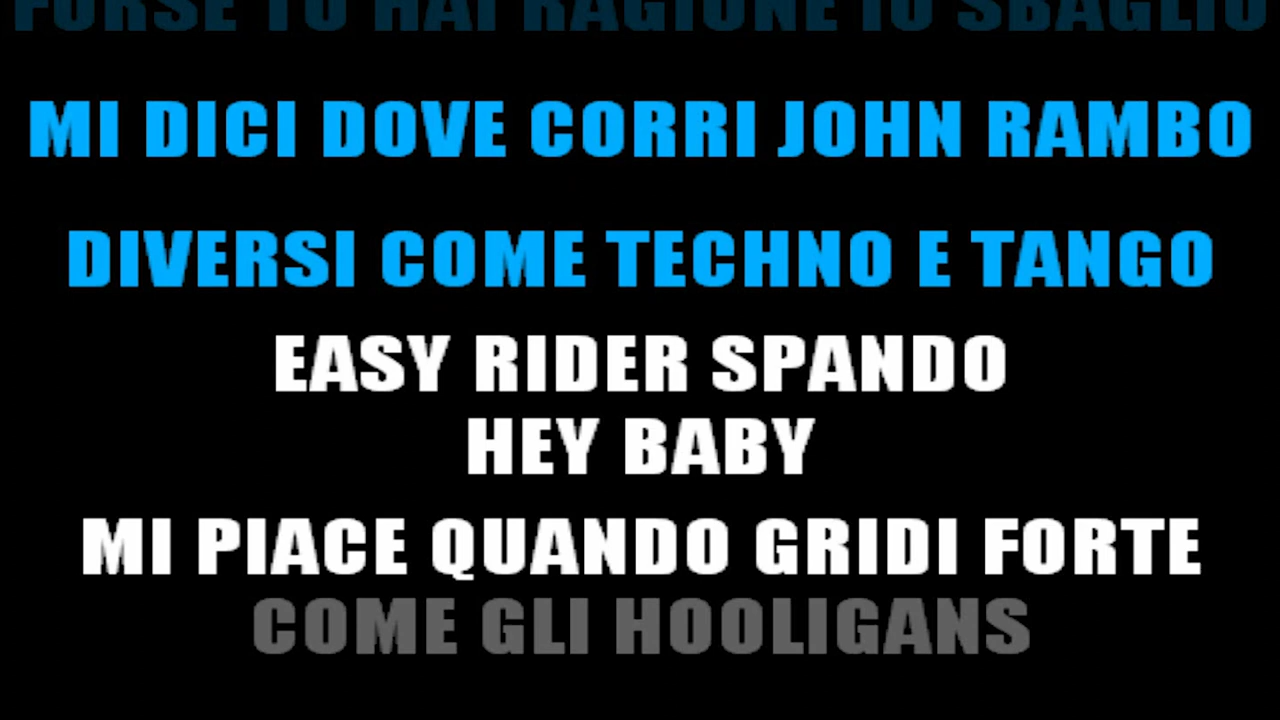 FORSE TU HAI RAGIONE IO SBAGLIO
MI DICI DOVE CORRI JOHN RAMBO
DIVERSI COME TECHNO E TANGO
EASY RIDER SPANDO
HEY BABY
MI PIACE QUANDO GRIDI FORTE
COME GLI HOOLIGANS